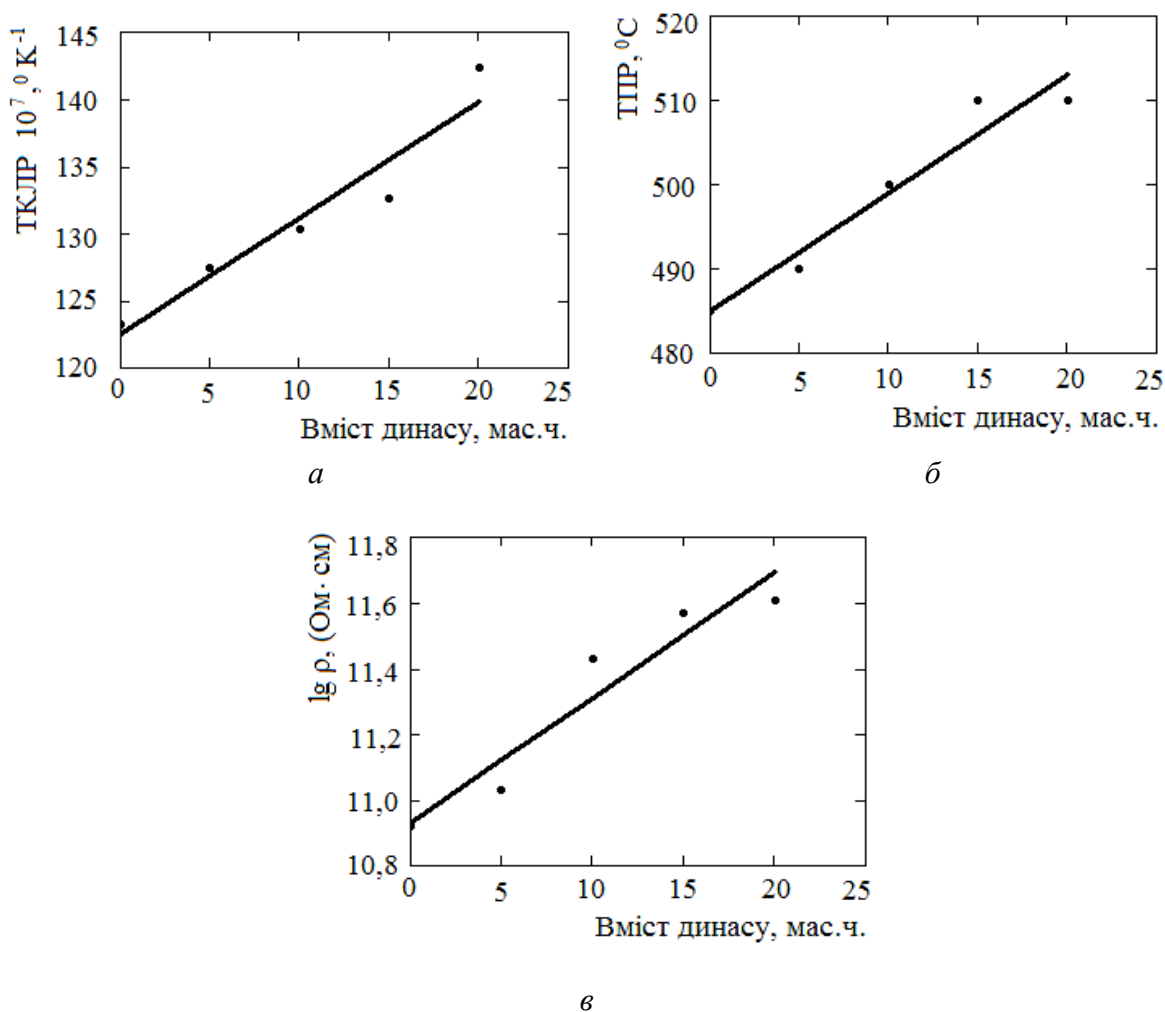 ТКЛР 10⁷,⁰ К⁻¹
145
140
135
130
125
120
0 5 10 15 20 25
Вміст динасу, мас.ч.
а
ТПР, ⁰С
520
510
500
490
480
0 5 10 15 20 25
Вміст динасу, мас.ч.
б
lg ρ, (Ом· см)
11,8
11,6
11,4
11,2
11,0
10,8
0 5 10 15 20 25
Вміст динасу, мас.ч.
в